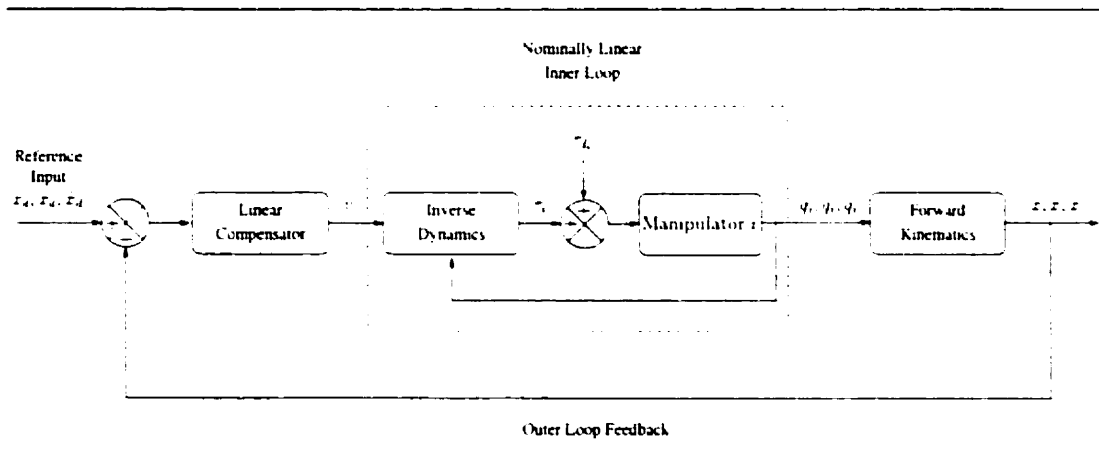 Nominally Linear
Inner Loop
Reference
Input
Linear
Compensator
Inverse
Dynamics
Manipulator i
Forward
Kinematics
Outer Loop Feedback